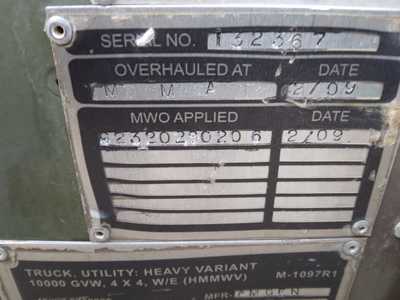 SERIAL NO. 132367
OVERHAULED AT DATE
M M A 2/09
MWO APPLIED DATE
2/09
TRUCK, UTILITY: HEAVY VARIANT
10000 GVW, 4 X 4, W/E (HMMWV) M-1097R1
MFR-